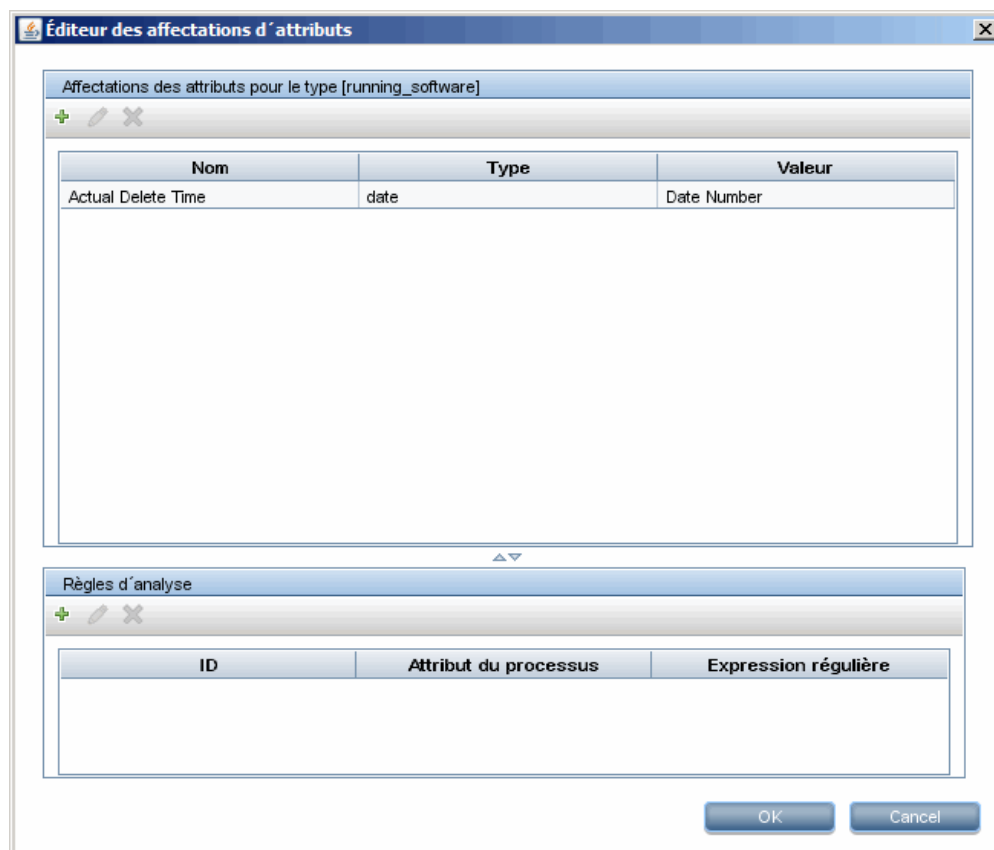 Éditeur des affectations d´attributs
Affectations des attributs pour le type [running_software]
Nom Type Valeur
Actual Delete Time date Date Number
Règles d´analyse
ID Attribut du processus Expression régulière
OK Cancel